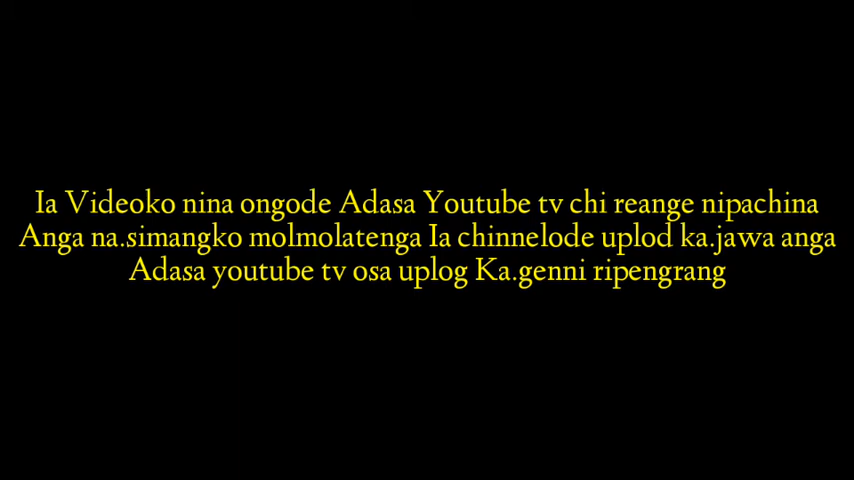 Ia Videoko nina ongode Adasa Youtube tv chi reange nipachina
Anga na.simangko molmolatenga Ia chinnelode uplod ka.jawa anga
Adasa youtube tv osa uplog Ka.genni ripengrang